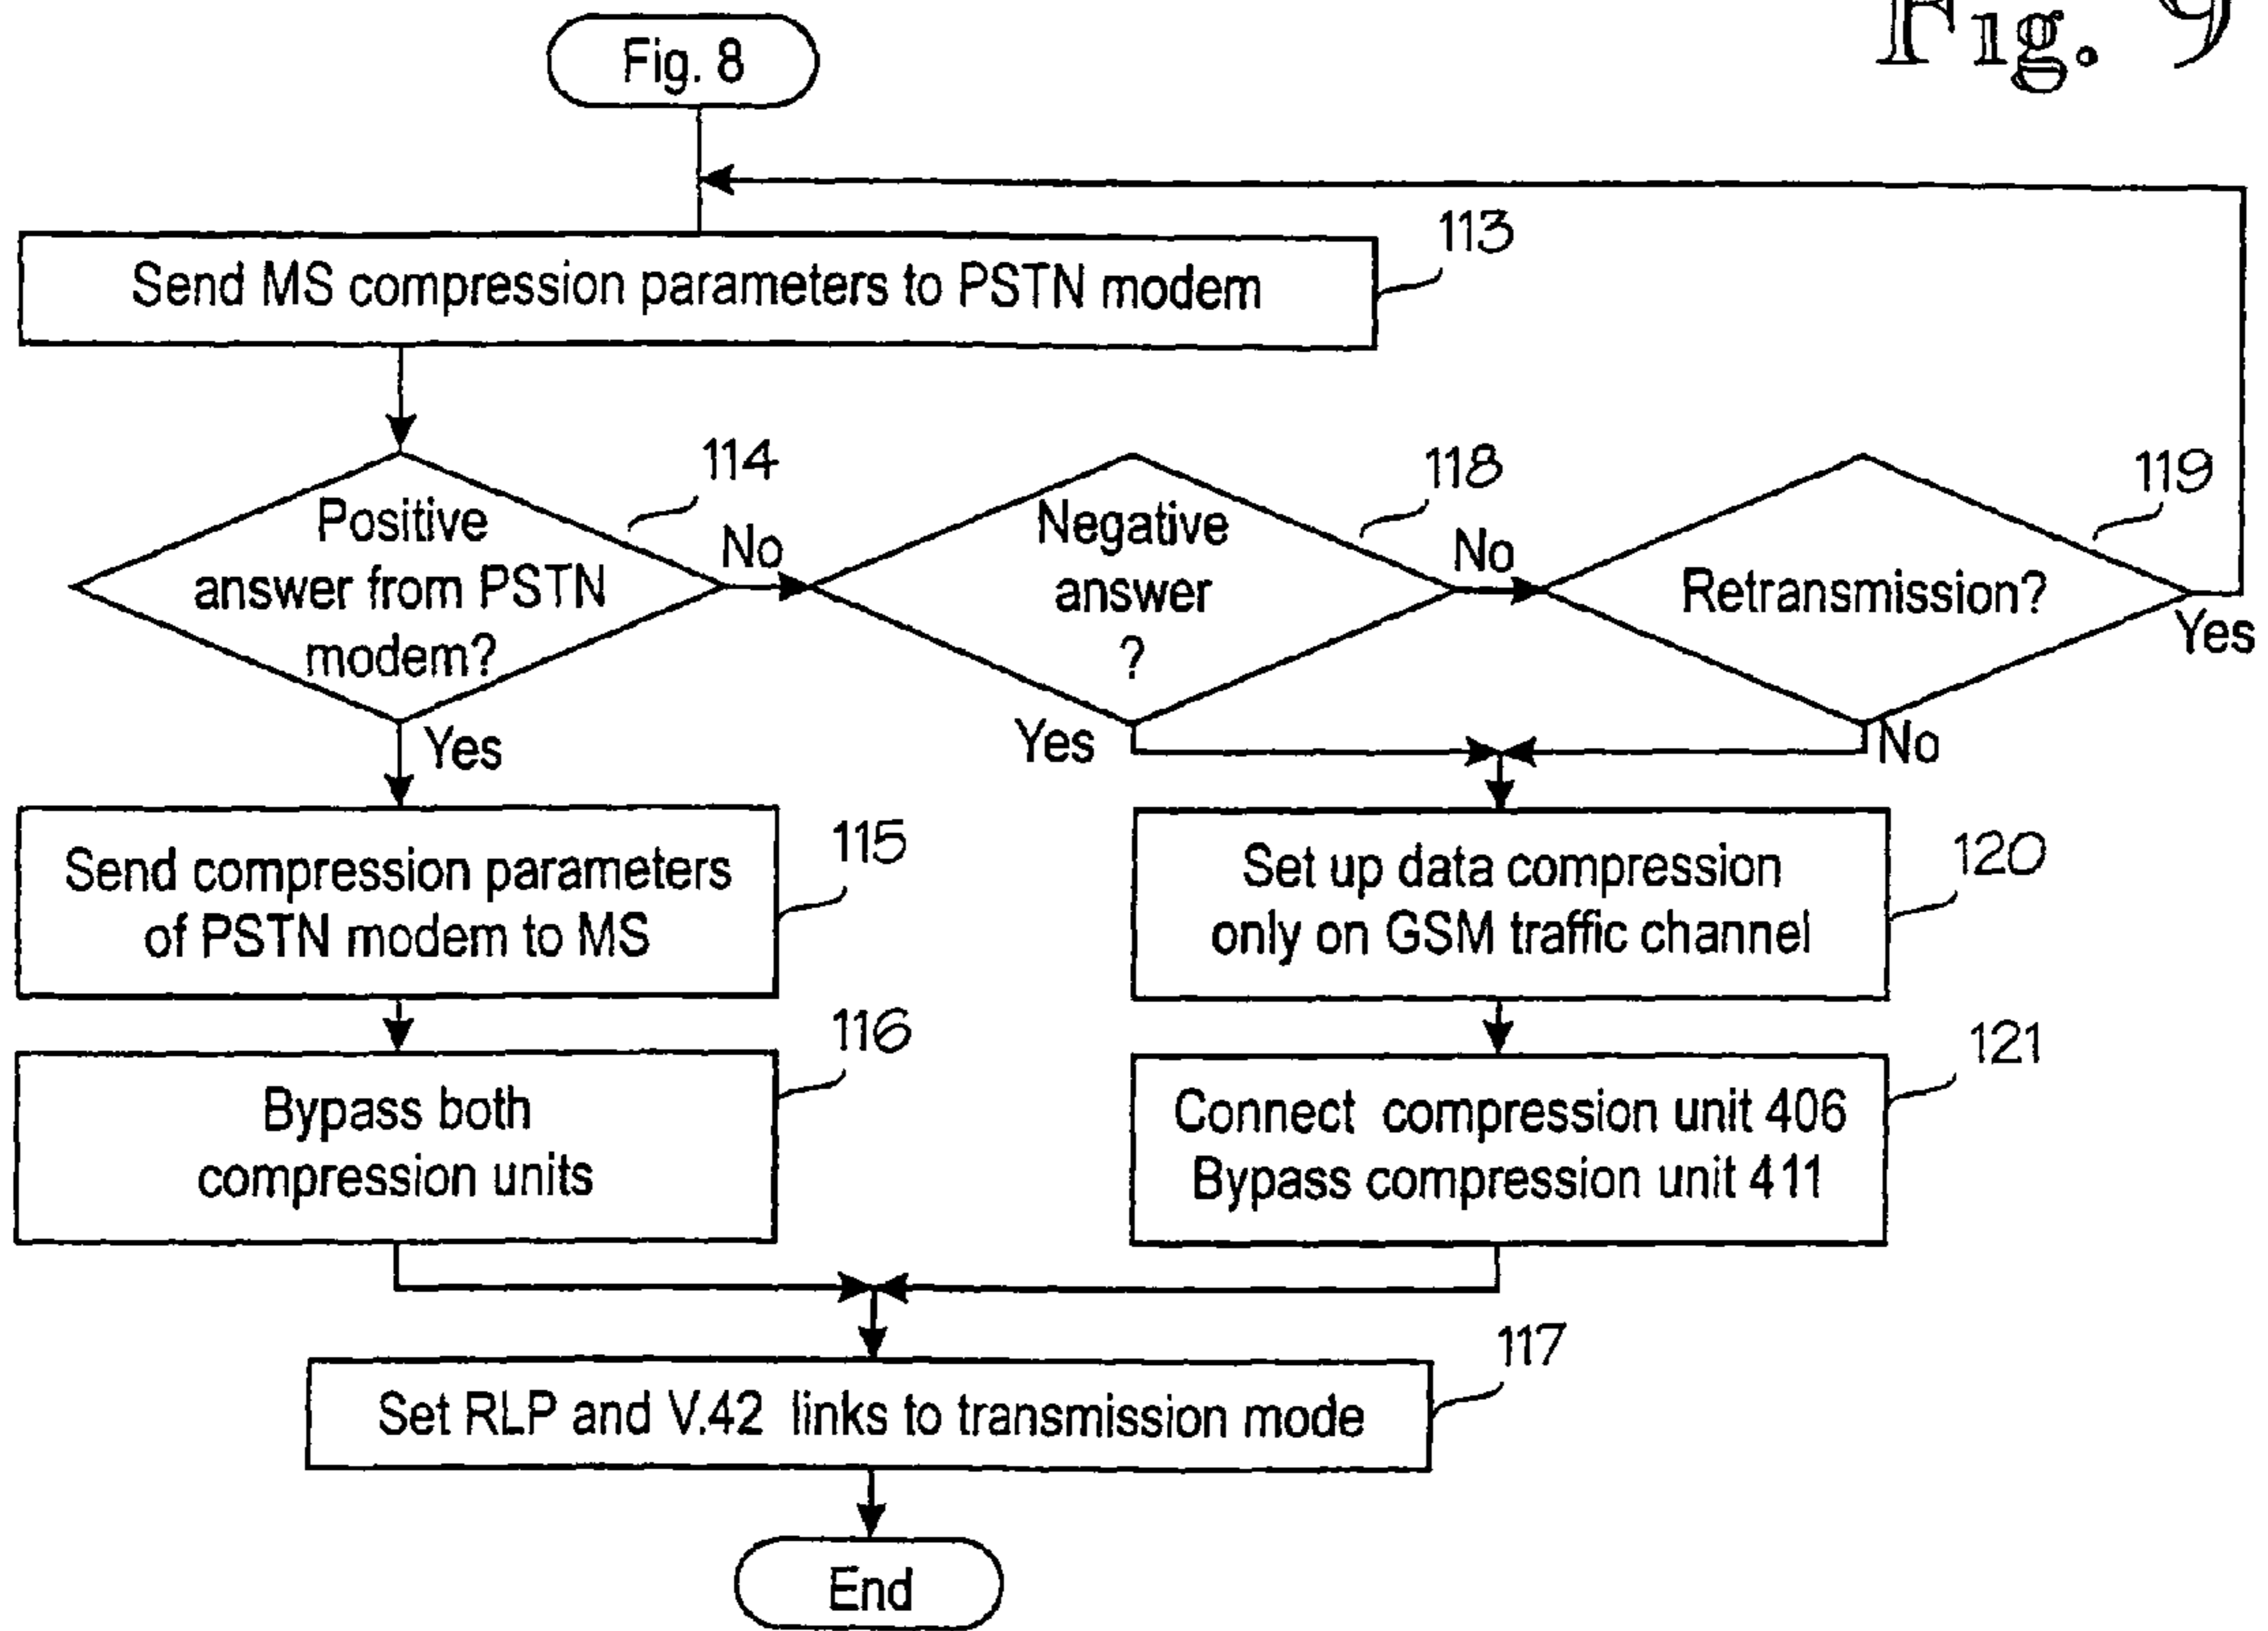 Fig. 9
Fig. 8
113
Send MS compression parameters to PSTN modem
114
118
119
Positive
answer from PSTN
modem?
No
Negative
answer
?
No
Retransmission?
Yes
Yes
Yes
No
115
Send compression parameters
of PSTN modem to MS
120
Set up data compression
only on GSM traffic channel
116
Bypass both
compression units
121
Connect compression unit 406
Bypass compression unit 411
117
Set RLP and V.42 links to transmission mode
End